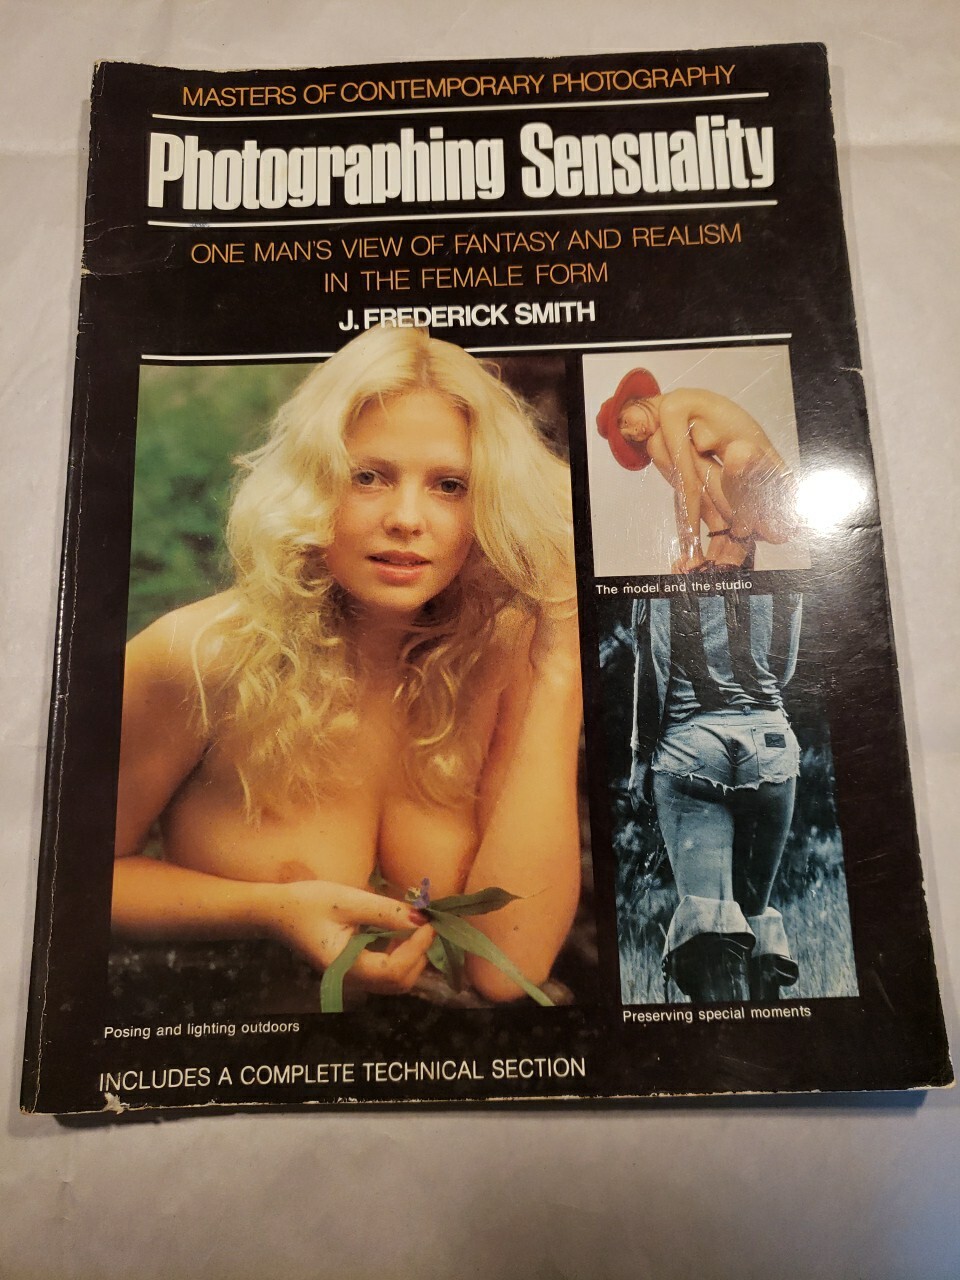 MASTERS OF CONTEMPORARY PHOTOGRAPHY
Photographing Sensuality
ONE MAN'S VIEW OF FANTASY AND REALISM
IN THE FEMALE FORM
J. FREDERICK SMITH
The model and the studio
Preserving special moments
Posing and lighting outdoors
INCLUDES A COMPLETE TECHNICAL SECTION